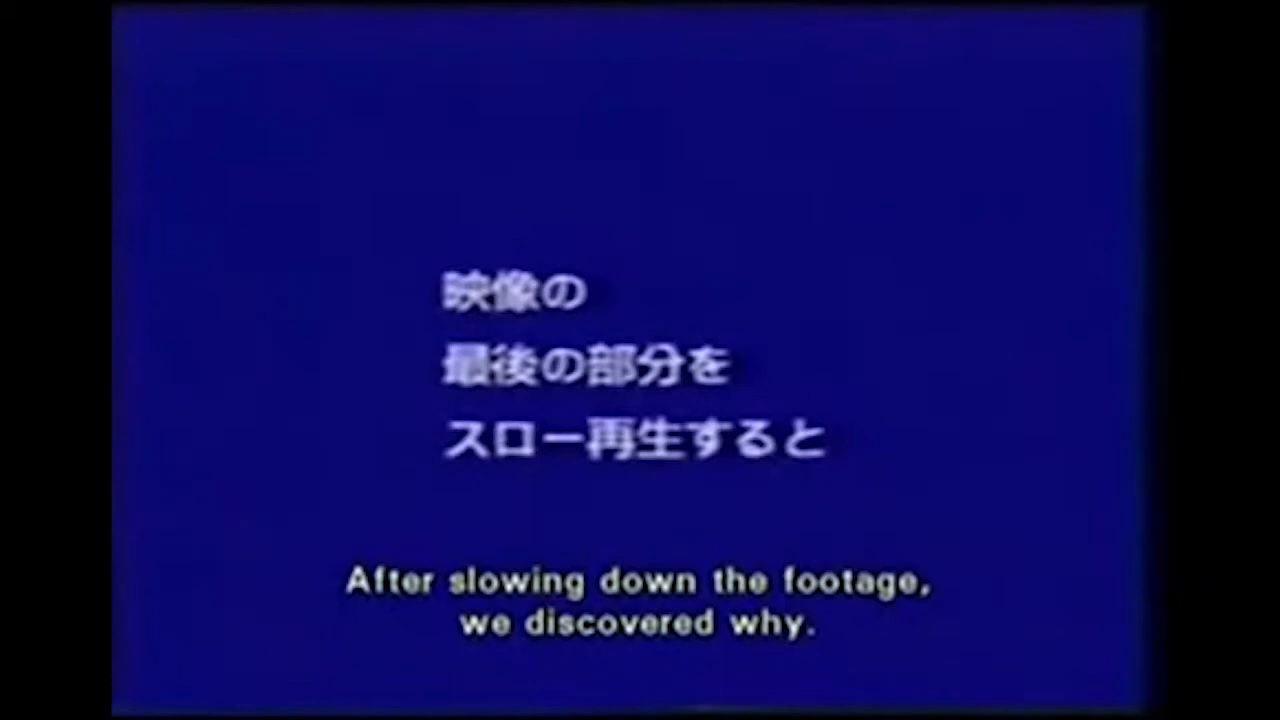 映像の
最後の部分を
スロー再生すると
After slowing down the footage,
we discovered why.